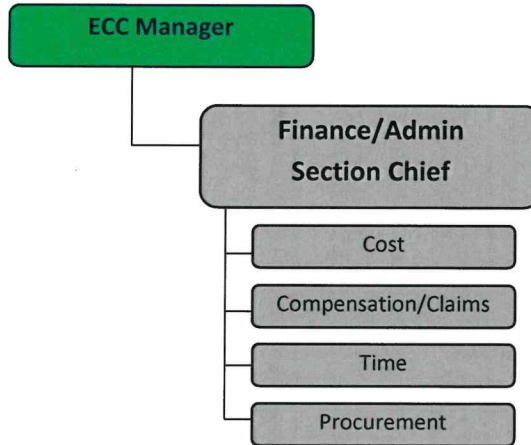 ECC Manager
Finance/Admin
Section Chief
Cost
Compensation/Claims
Time
Procurement